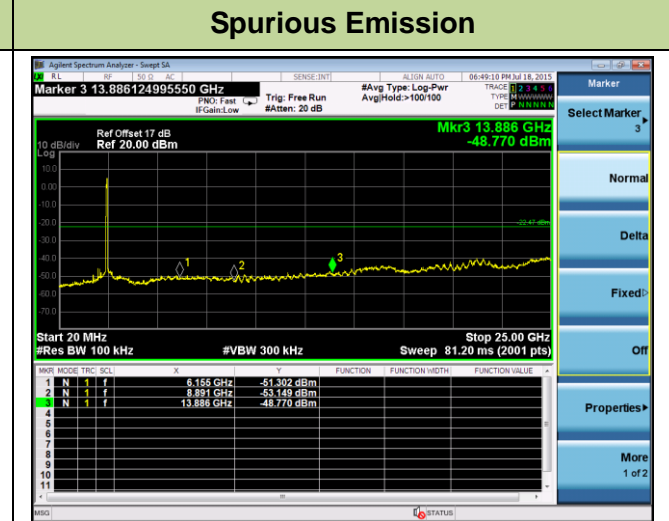 Spurious Emission
Agilent Spectrum Analyzer - Swept SA
RL RF 50 Ω AC SENSE:INT ALIGN AUTO 06:49:10 PM Jul 18, 2015
Marker 3 13.886124995550 GHz
PNO: Fast
IFGain:Low
Trig: Free Run
#Atten: 20 dB
#Avg Type: Log-Pwr
Avg|Hold:>100/100
TRACE 1 2 3 4 5 6
TYPE M W W W W W
DET P N N N N N
Mkr3 13.886 GHz
-48.770 dBm
Ref Offset 17 dB
10 dB/div Ref 20.00 dBm
Log
10.0
0.00
-10.0
-20.0
-22.47 dBm
-30.0
-40.0
-50.0
-60.0
-70.0
1
2
3
Start 20 MHz Stop 25.00 GHz
#Res BW 100 kHz #VBW 300 kHz Sweep 81.20 ms (2001 pts)
MKR MODE TRC SCL X Y FUNCTION FUNCTION WIDTH FUNCTION VALUE
1 N 1 f 6.155 GHz -51.302 dBm
2 N 1 f 8.891 GHz -53.149 dBm
3 N 1 f 13.886 GHz -48.770 dBm
4
5
6
7
8
9
10
11
MSG STATUS
Marker
Select Marker
3
Normal
Delta
Fixed
Off
Properties
More
1 of 2